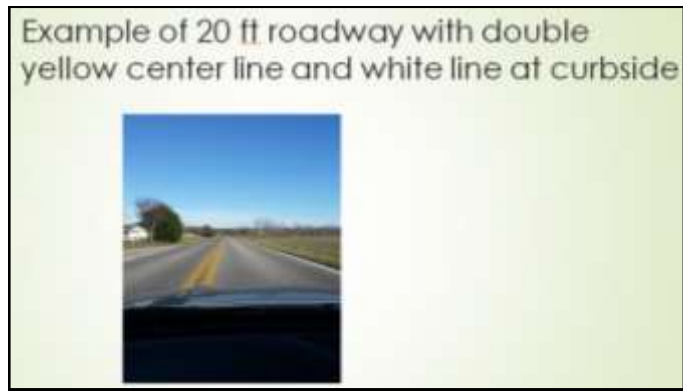 Example of 20 ft roadway with double
yellow center line and white line at curbside